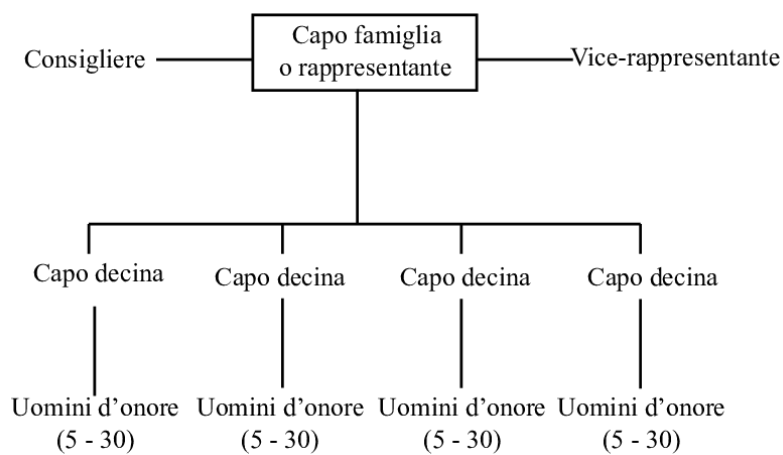 Capo famiglia
o rappresentante
Consigliere
Vice-rappresentante
Capo decina
Capo decina
Capo decina
Capo decina
Uomini d'onore
(5 - 30)
Uomini d'onore
(5 - 30)
Uomini d'onore
(5 - 30)
Uomini d'onore
(5 - 30)